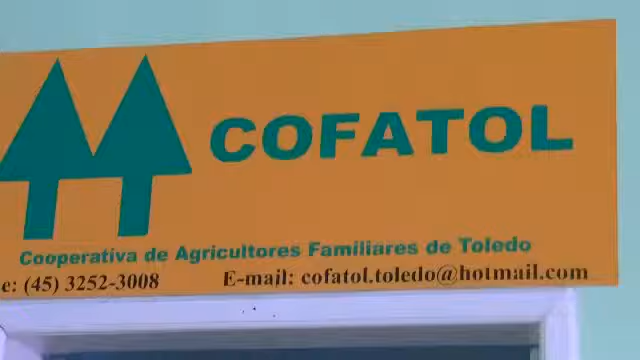 COFATOL
Cooperativa de Agricultores Familiares de Toledo
e: (45) 3252-3008 E-mail: cofatol.toledo@hotmail.com